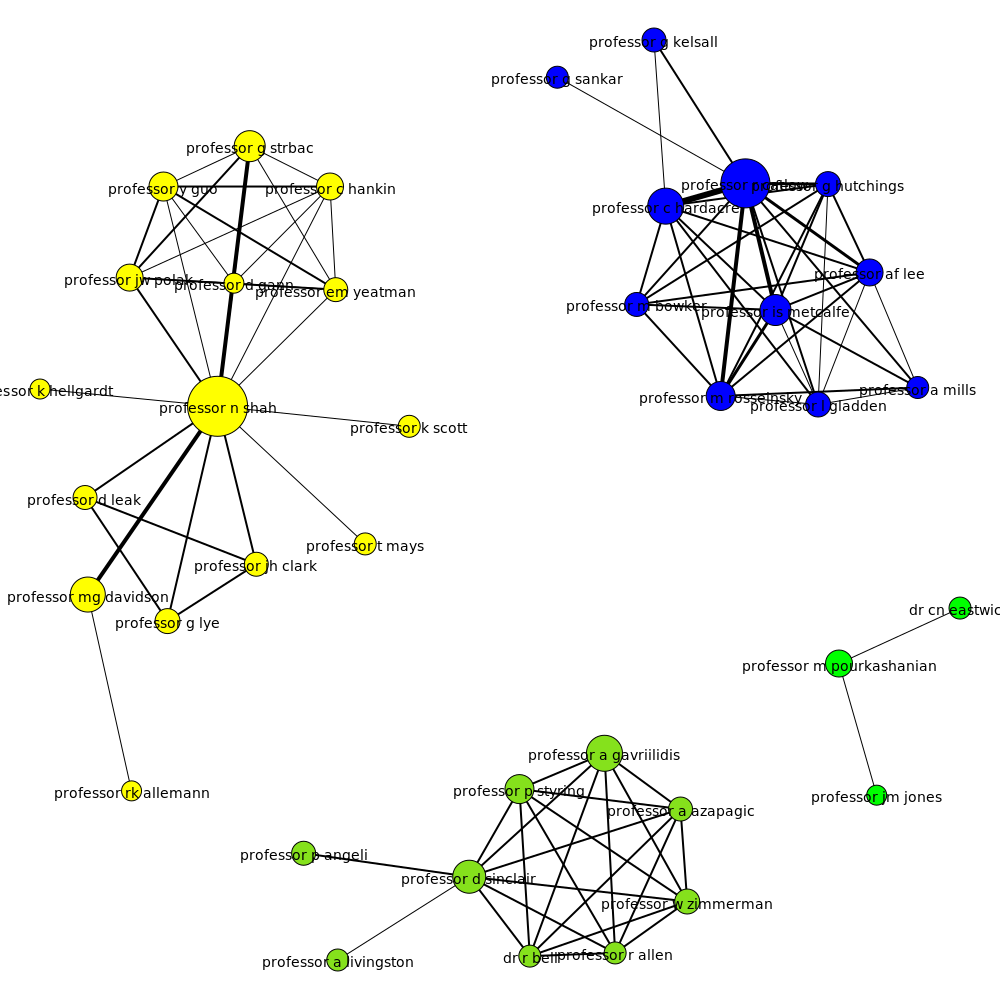 professor g kelsall
professor g sankar
professor g strbac
professor y guo
professor c hankin
professor g hutchings
professor c hardacre
professor af lee
professor jw polak
professor d gann
professor em yeatman
professor m bowker
professor is metcalfe
professor k hellgardt
professor n shah
professor k scott
professor m rosseinsky
professor l gladden
professor a mills
professor d leak
professor t mays
professor jh clark
professor mg davidson
professor g lye
dr cn eastwic
professor m pourkashanian
professor rk allemann
professor jm jones
professor a gavriilidis
professor p styring
professor a azapagic
professor p angeli
professor d sinclair
professor w zimmerman
professor a livingston
dr r bell
professor r allen
professor